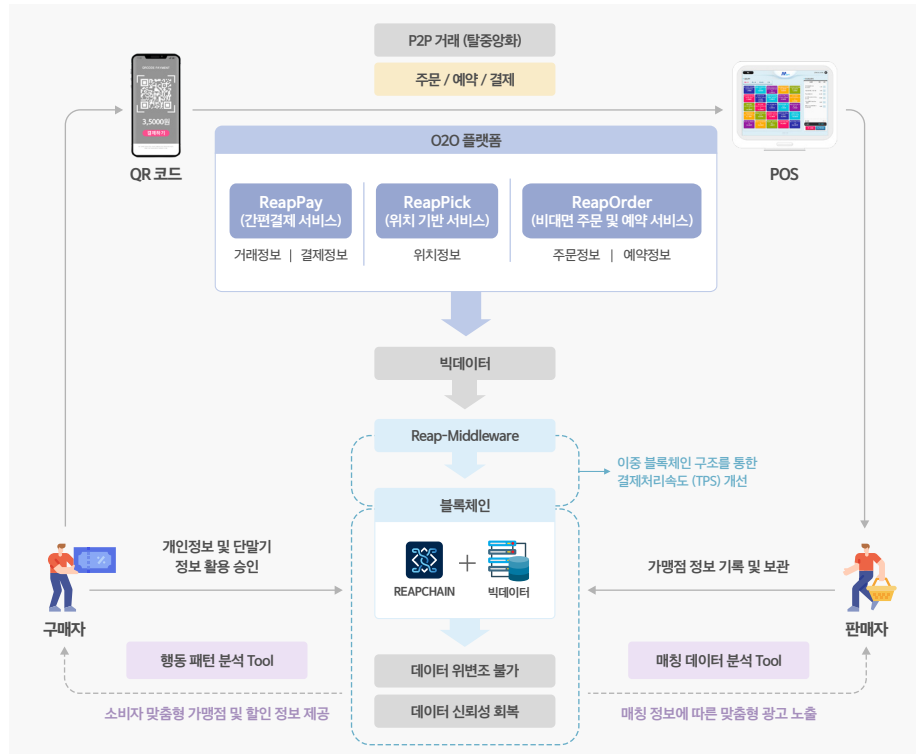 P2P 거래 (탈중앙화)
주문 / 예약 / 결제
3,5000원
결제하기
QR 코드
POS
O2O 플랫폼
ReapPay
(간편결제 서비스)
ReapPick
(위치 기반 서비스)
ReapOrder
(비대면 주문 및 예약 서비스)
거래정보 | 결제정보
위치정보
주문정보 | 예약정보
빅데이터
Reap-Middleware
이중 블록체인 구조를 통한
결제처리속도 (TPS) 개선
블록체인
REAPCHAIN
빅데이터
개인정보 및 단말기
정보 활용 승인
가맹점 정보 기록 및 보관
구매자
판매자
행동 패턴 분석 Tool
매칭 데이터 분석 Tool
데이터 위변조 불가
데이터 신뢰성 회복
소비자 맞춤형 가맹점 및 할인 정보 제공
매칭 정보에 따른 맞춤형 광고 노출